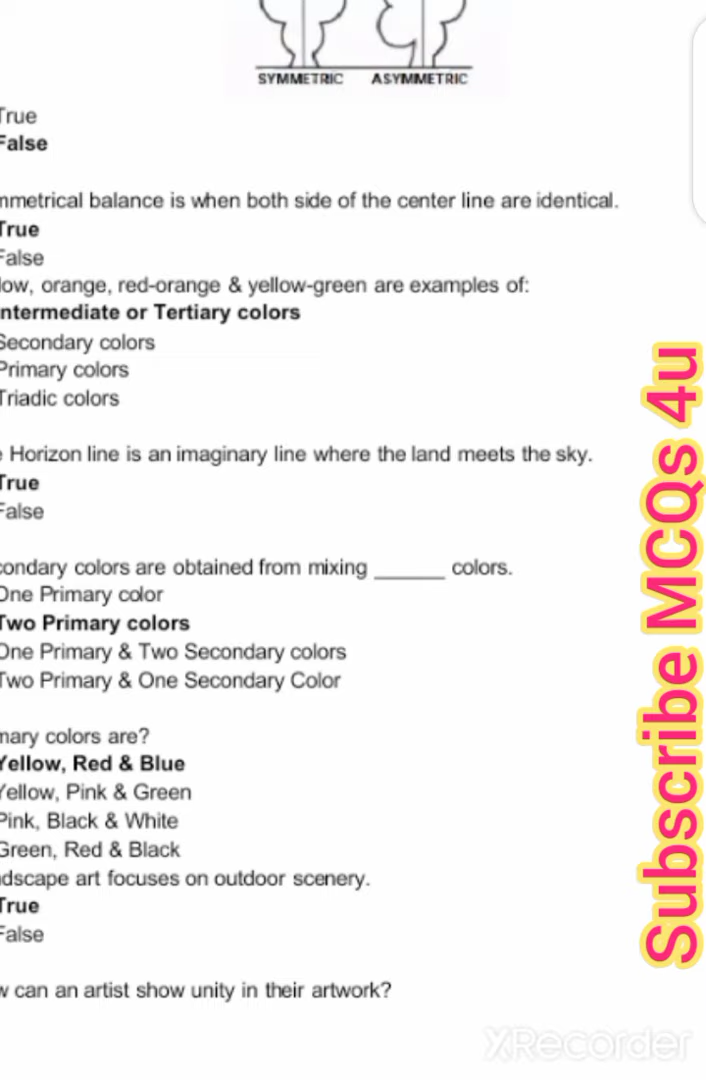 SYMMETRIC ASYMMETRIC
True
False
mmetrical balance is when both side of the center line are identical.
True
False
low, orange, red-orange & yellow-green are examples of:
ntermediate or Tertiary colors
Secondary colors
Primary colors
Triadic colors
e Horizon line is an imaginary line where the land meets the sky.
True
False
condary colors are obtained from mixing ______ colors.
One Primary color
Two Primary colors
One Primary & Two Secondary colors
Two Primary & One Secondary Color
mary colors are?
Yellow, Red & Blue
Yellow, Pink & Green
Pink, Black & White
Green, Red & Black
dscape art focuses on outdoor scenery.
True
False
w can an artist show unity in their artwork?
Subscribe MCQs 4u
XRecorder